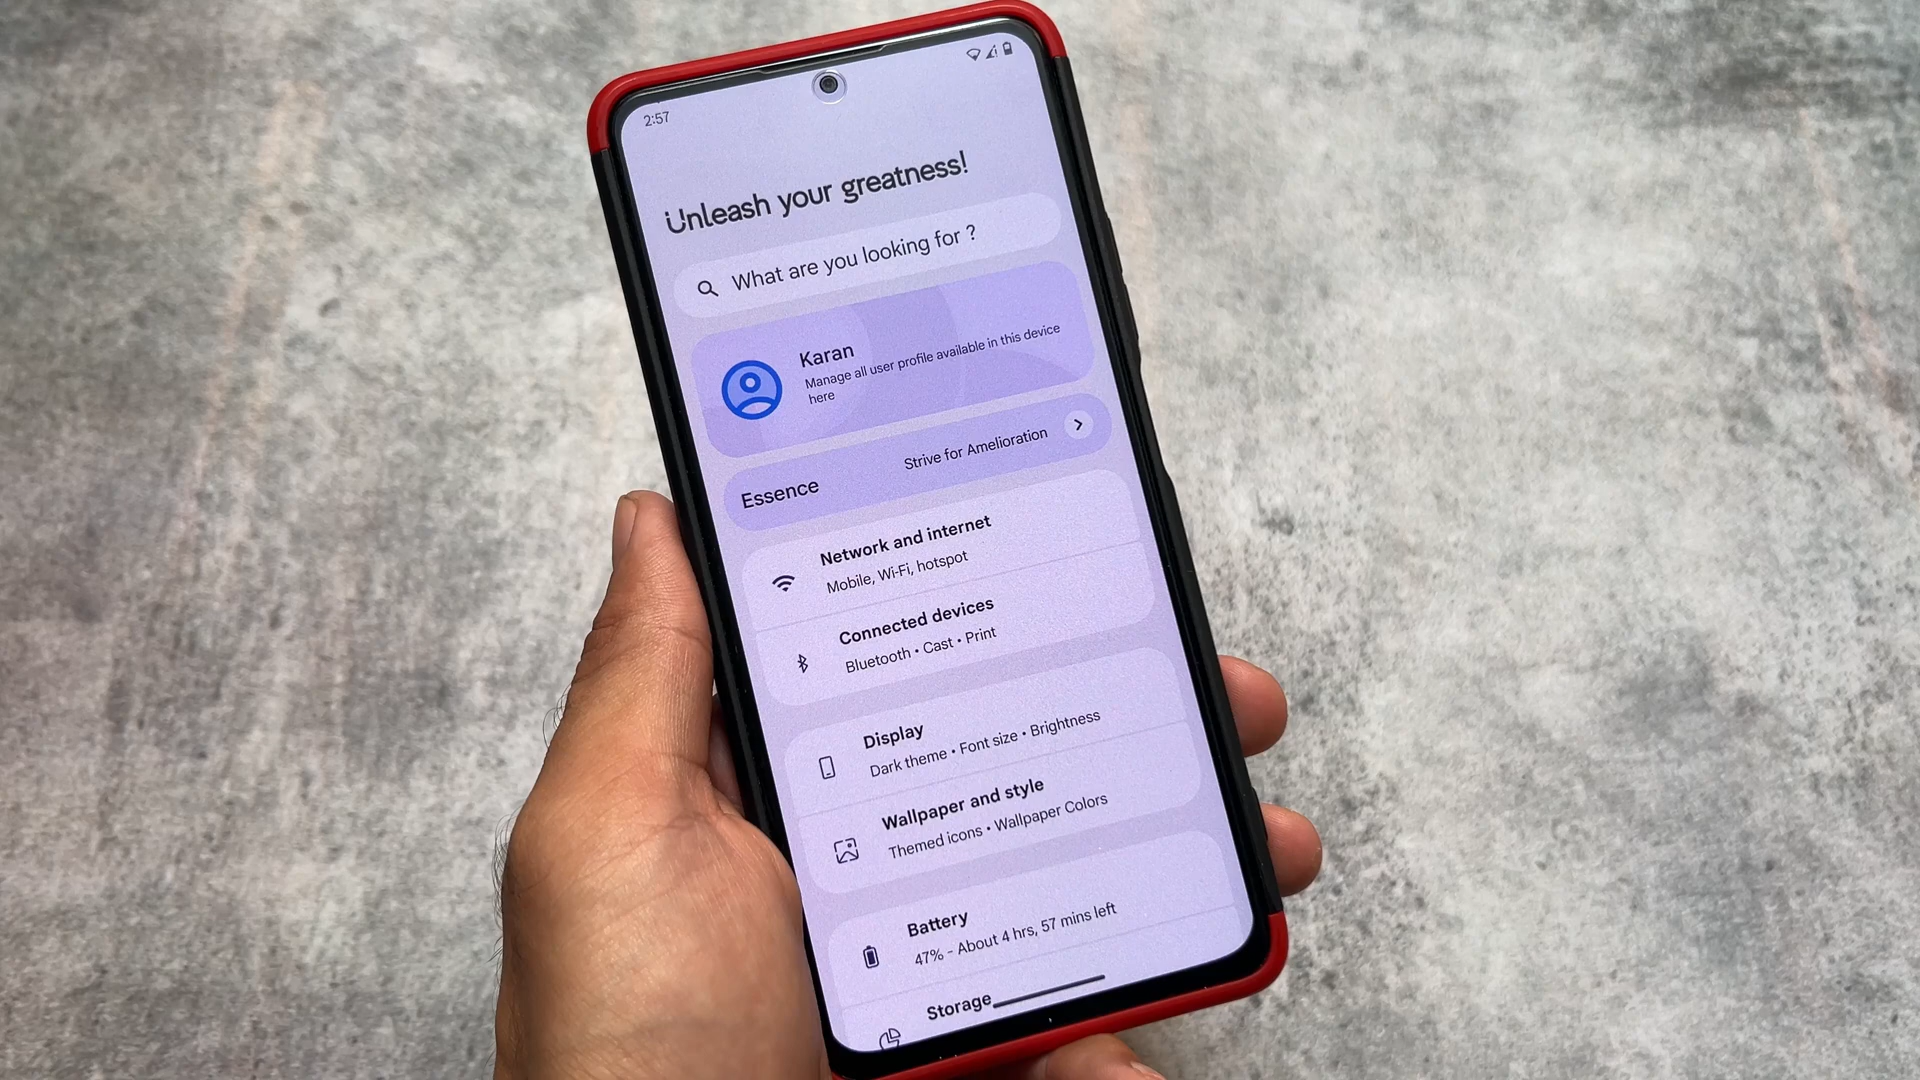 2:57
Unleash your greatness!
What are you looking for ?
Karan
Manage all user profile available in this device
here
Strive for Amelioration
Essence
Network and internet
Mobile, Wi-Fi, hotspot
Connected devices
Bluetooth • Cast • Print
Display
Dark theme • Font size • Brightness
Wallpaper and style
Themed icons • Wallpaper Colors
Battery
47% - About 4 hrs, 57 mins left
Storage